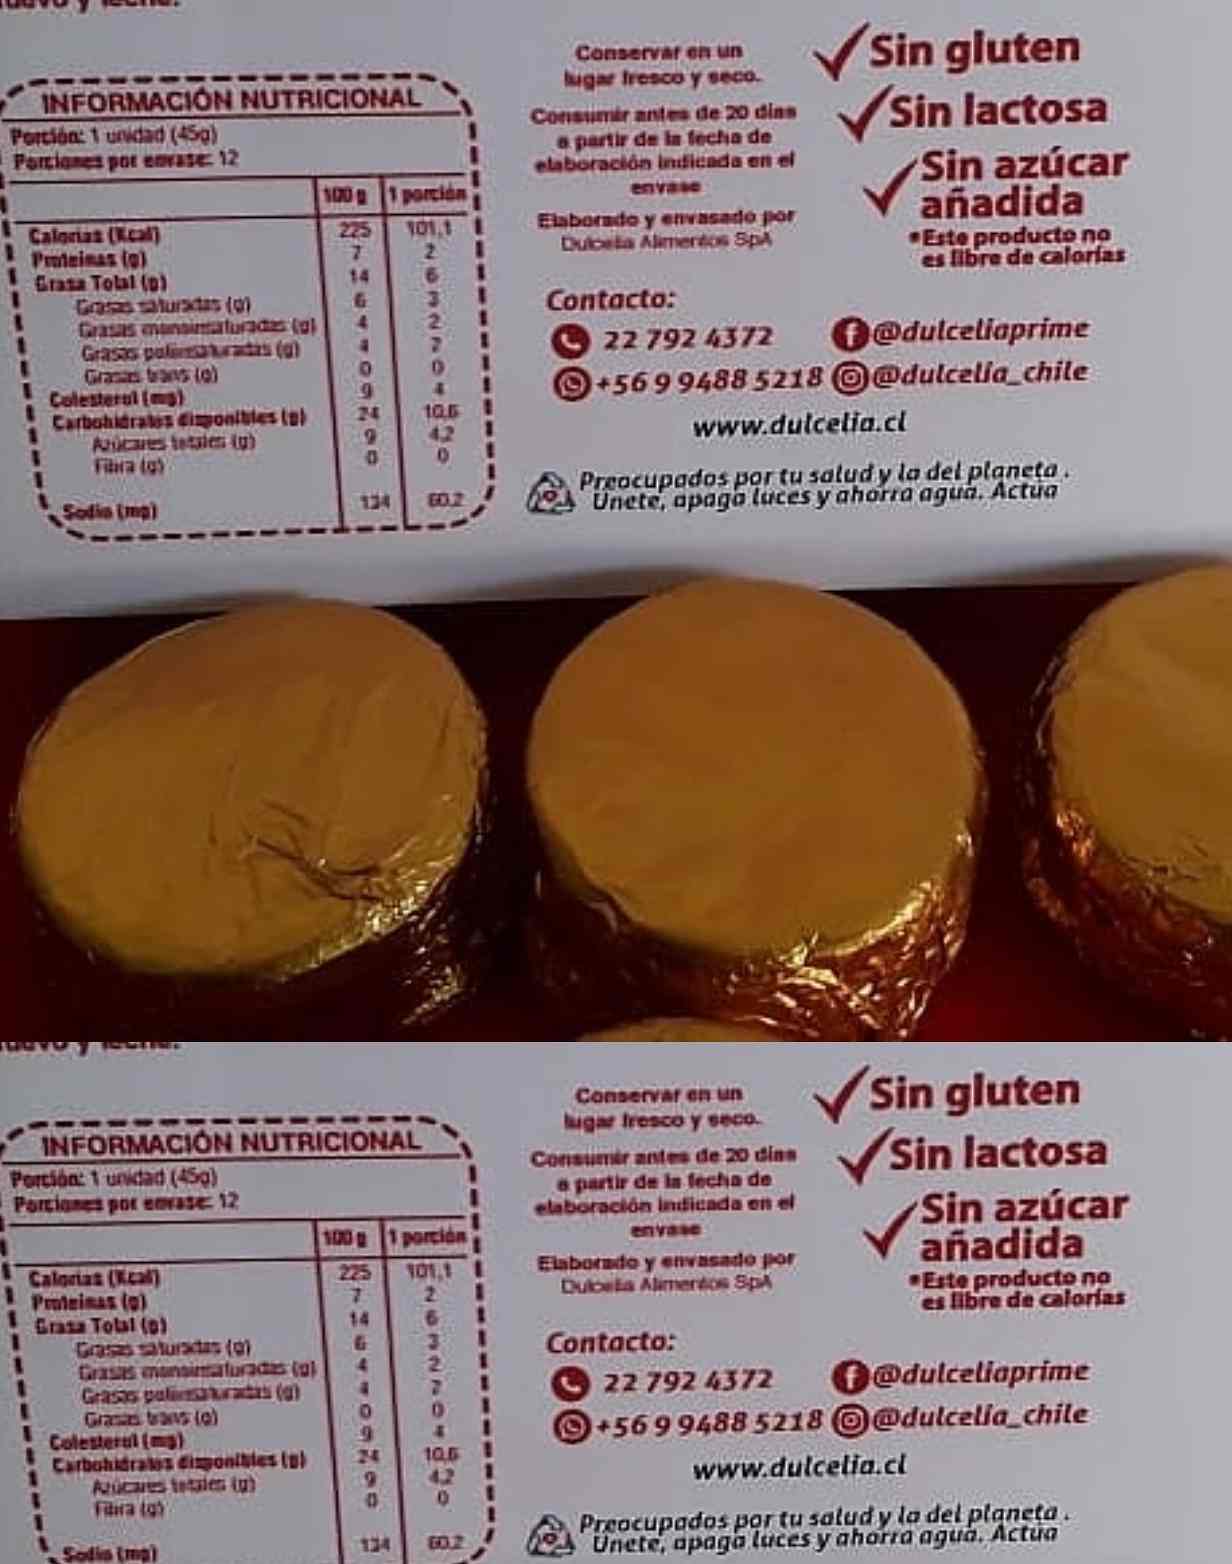 INFORMACIÓN NUTRICIONAL
Porción: 1 unidad (45g)
Porciones por envase: 12
100 g 1 porción
Calorías (Kcal) 225 101,1
Proteínas (g) 7 2
Grasa Total (g) 14 6
Grasas saturadas (g) 6 3
Grasas monoinsaturadas (g) 4 2
Grasas poliinsaturadas (g) 4 2
Grasas trans (g) 0 0
Colesterol (mg) 9 4
Carbohidratos disponibles (g) 24 10,6
Azúcares totales (g) 9 4,2
Fibra (g) 0 0
Sodio (mg) 134 60,2
Conservar en un
lugar fresco y seco.
Consumir antes de 20 días
a partir de la fecha de
elaboración indicada en el
envase
Elaborado y envasado por
Dulcelia Alimentos SpA
Sin gluten
Sin lactosa
Sin azúcar
añadida
*Este producto no
es libre de calorías
Contacto:
22 792 4372 @dulceliaprime
+56 9 9488 5218 @dulcelia_chile
www.dulcelia.cl
Preocupados por tu salud y la del planeta .
Únete, apaga luces y ahorra agua. Actúa
INFORMACIÓN NUTRICIONAL
Porción: 1 unidad (45g)
Porciones por envase: 12
100 g 1 porción
Calorías (Kcal) 225 101,1
Proteínas (g) 7 2
Grasa Total (g) 14 6
Grasas saturadas (g) 6 3
Grasas monoinsaturadas (g) 4 2
Grasas poliinsaturadas (g) 4 2
Grasas trans (g) 0 0
Colesterol (mg) 9 4
Carbohidratos disponibles (g) 24 10,6
Azúcares totales (g) 9 4,2
Fibra (g) 0 0
Sodio (mg) 134 60,2
Conservar en un
lugar fresco y seco.
Consumir antes de 20 días
a partir de la fecha de
elaboración indicada en el
envase
Elaborado y envasado por
Dulcelia Alimentos SpA
Sin gluten
Sin lactosa
Sin azúcar
añadida
*Este producto no
es libre de calorías
Contacto:
22 792 4372 @dulceliaprime
+56 9 9488 5218 @dulcelia_chile
www.dulcelia.cl
Preocupados por tu salud y la del planeta .
Únete, apaga luces y ahorra agua. Actúa